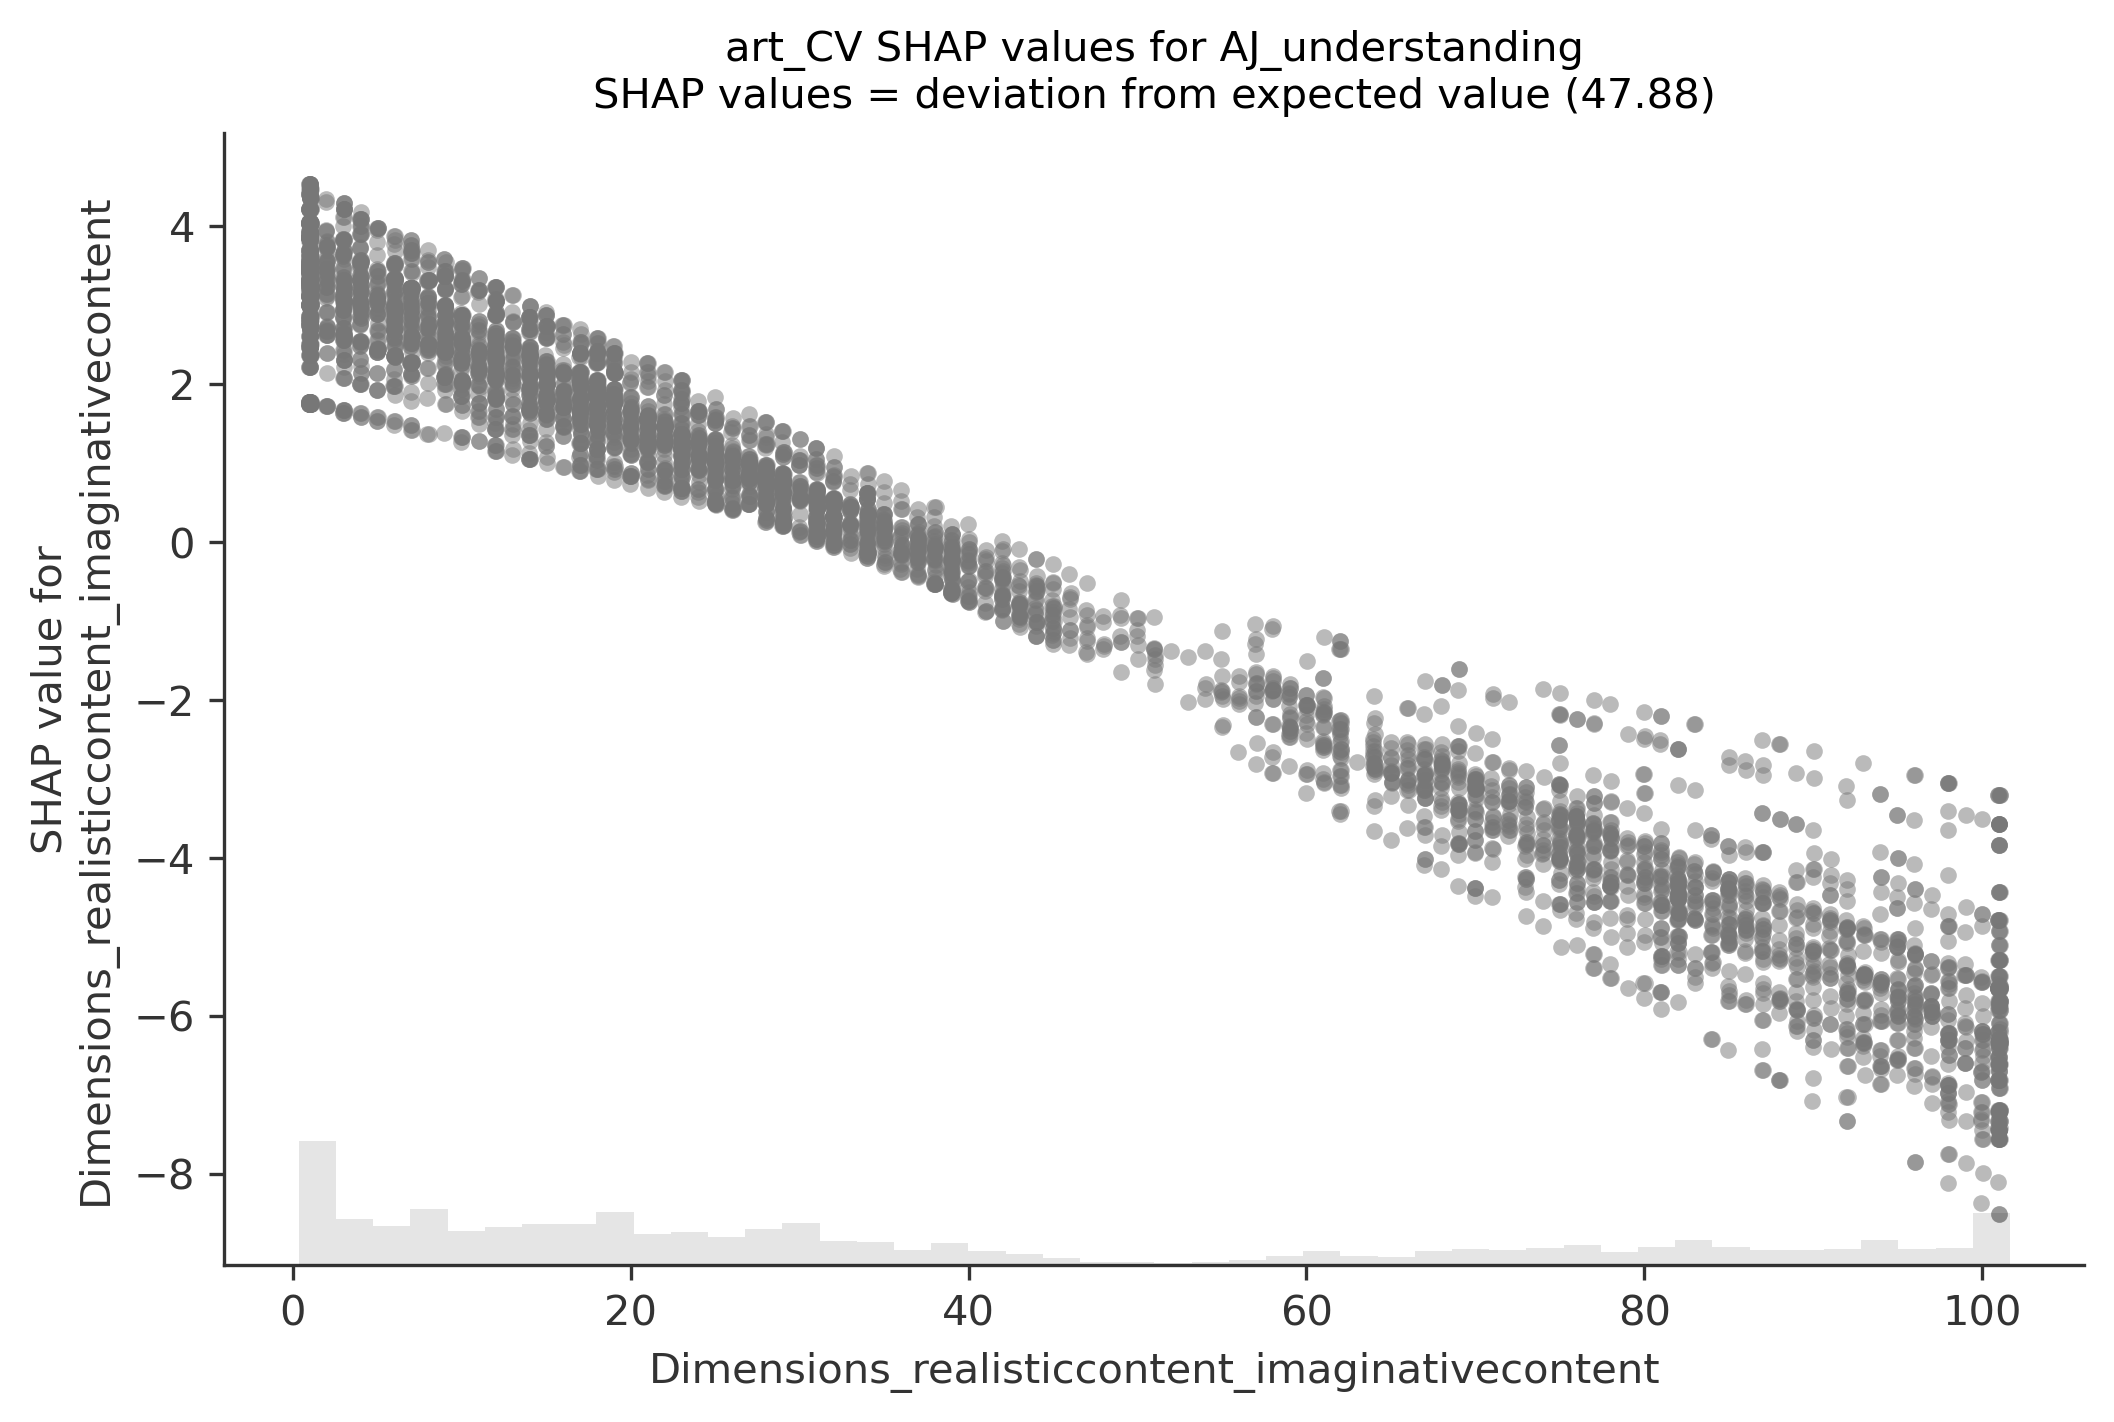 art_CV SHAP values for AJ_understanding
SHAP values = deviation from expected value (47.88)
SHAP value for
Dimensions_realisticcontent_imaginativecontent
4
2
0
−2
−4
−6
−8
0
20
40
60
80
100
Dimensions_realisticcontent_imaginativecontent